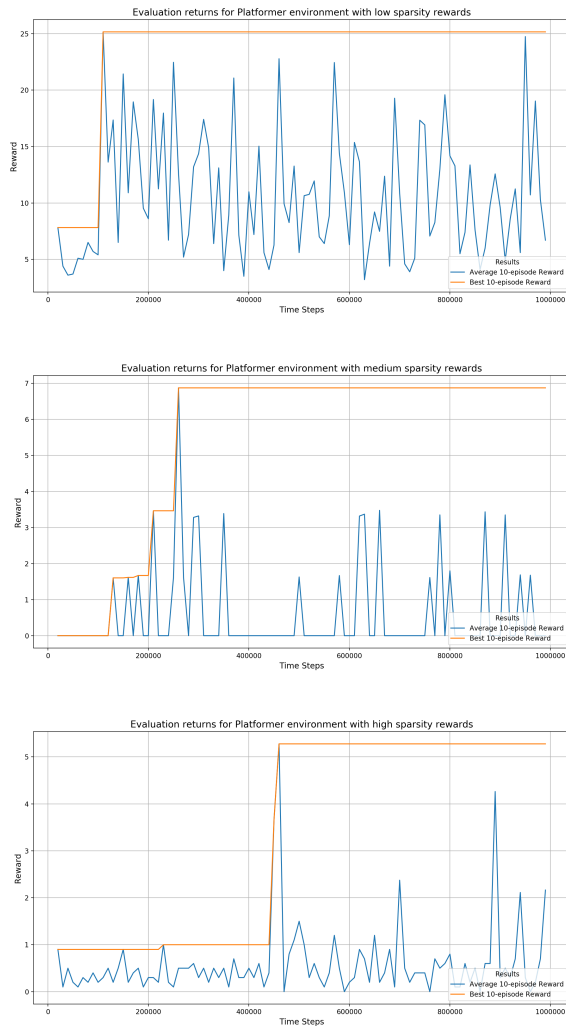 Evaluation returns for Platformer environment with low sparsity rewards
25
20
15
10
5
Reward
0 200000 400000 600000 800000 1000000
Time Steps
Results
Average 10-episode Reward
Best 10-episode Reward
Evaluation returns for Platformer environment with medium sparsity rewards
7
6
5
4
3
2
1
0
Reward
0 200000 400000 600000 800000 1000000
Time Steps
Results
Average 10-episode Reward
Best 10-episode Reward
Evaluation returns for Platformer environment with high sparsity rewards
5
4
3
2
1
0
Reward
0 200000 400000 600000 800000 1000000
Time Steps
Results
Average 10-episode Reward
Best 10-episode Reward